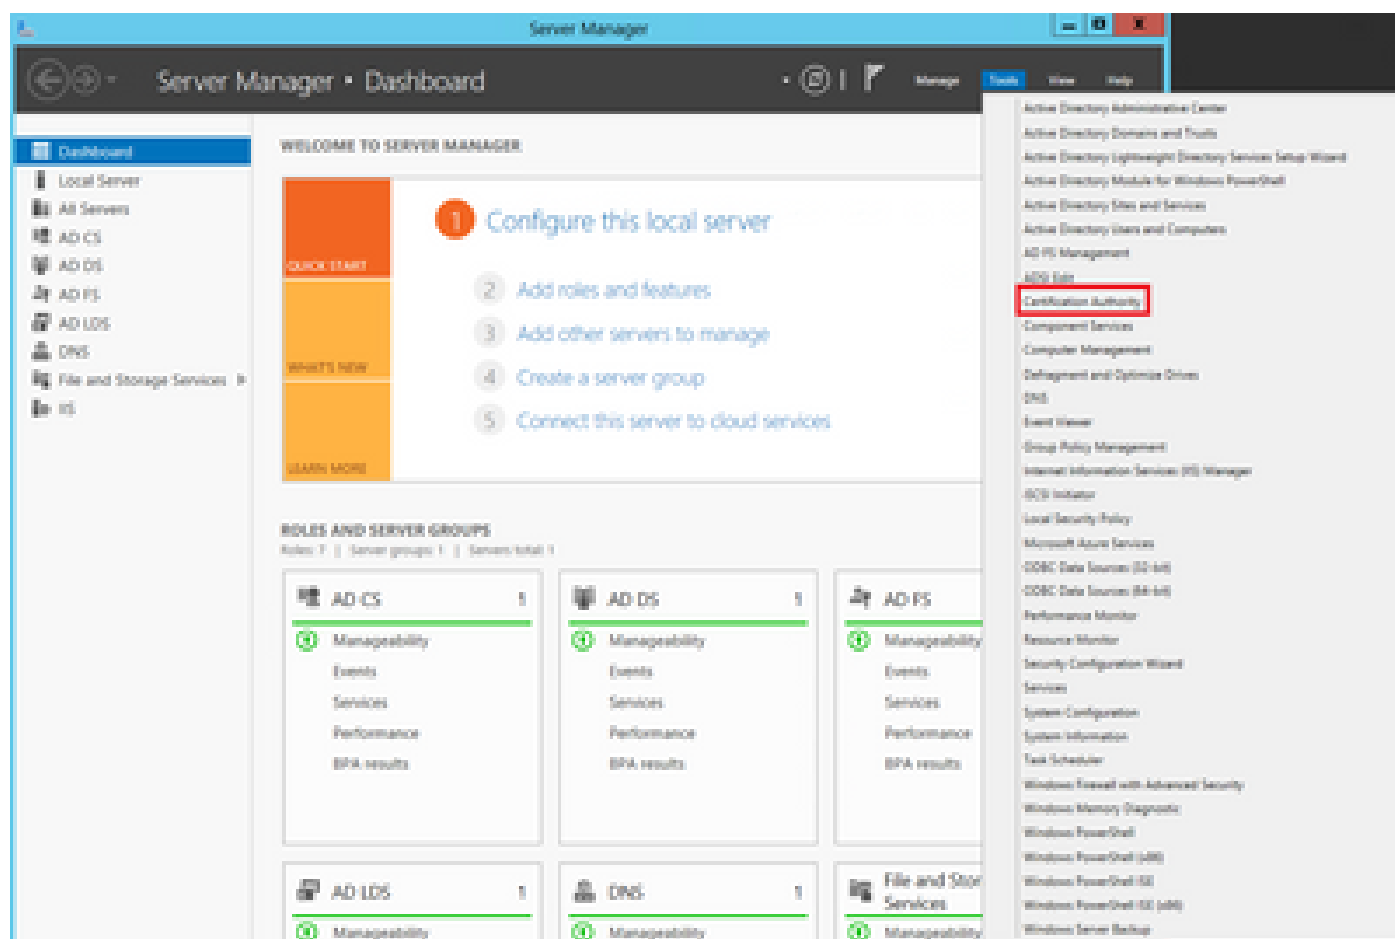 Server Manager
Server Manager • Dashboard
Manage Tools View Help
Dashboard
Local Server
All Servers
AD CS
AD DS
AD FS
AD LDS
DNS
File and Storage Services
IIS
WELCOME TO SERVER MANAGER
QUICK START
WHAT'S NEW
LEARN MORE
1 Configure this local server
2 Add roles and features
3 Add other servers to manage
4 Create a server group
5 Connect this server to cloud services
ROLES AND SERVER GROUPS
Roles: 7 | Server groups: 1 | Servers total: 1
AD CS 1
Manageability
Events
Services
Performance
BPA results
AD DS 1
Manageability
Events
Services
Performance
BPA results
AD FS
Manageability
Events
Services
Performance
BPA results
AD LDS 1
Manageability
DNS 1
Manageability
File and Stor
Services
Manageability
Active Directory Administrative Center
Active Directory Domains and Trusts
Active Directory Lightweight Directory Services Setup Wizard
Active Directory Module for Windows PowerShell
Active Directory Sites and Services
Active Directory Users and Computers
AD FS Management
ADSI Edit
Certification Authority
Component Services
Computer Management
Defragment and Optimize Drives
DNS
Event Viewer
Group Policy Management
Internet Information Services (IIS) Manager
iSCSI Initiator
Local Security Policy
Microsoft Azure Services
ODBC Data Sources (32-bit)
ODBC Data Sources (64-bit)
Performance Monitor
Resource Monitor
Security Configuration Wizard
Services
System Configuration
System Information
Task Scheduler
Windows Firewall with Advanced Security
Windows Memory Diagnostic
Windows PowerShell
Windows PowerShell (x86)
Windows PowerShell ISE
Windows PowerShell ISE (x86)
Windows Server Backup